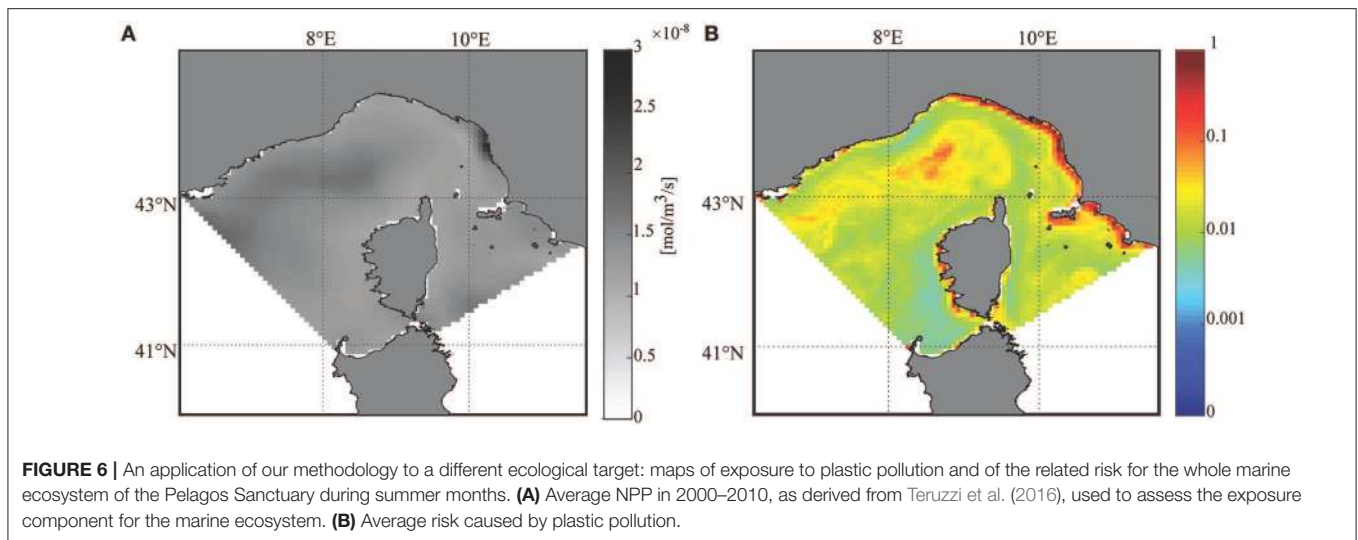 A
8°E
10°E
43°N
41°N
×10⁻⁸
3
2.5
2
1.5
1
0.5
0
[mol/m³/s]
B
8°E
10°E
43°N
41°N
1
0.1
0.01
0.001
0
FIGURE 6 | An application of our methodology to a different ecological target: maps of exposure to plastic pollution and of the related risk for the whole marine
ecosystem of the Pelagos Sanctuary during summer months. (A) Average NPP in 2000–2010, as derived from Teruzzi et al. (2016), used to assess the exposure
component for the marine ecosystem. (B) Average risk caused by plastic pollution.